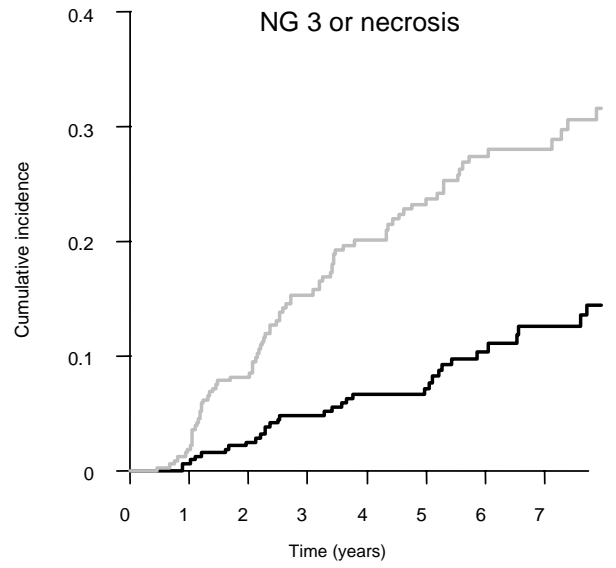 NG 3 or necrosis
0.4
0.3
0.2
0.1
0
Cumulative incidence
0 1 2 3 4 5 6 7
Time (years)